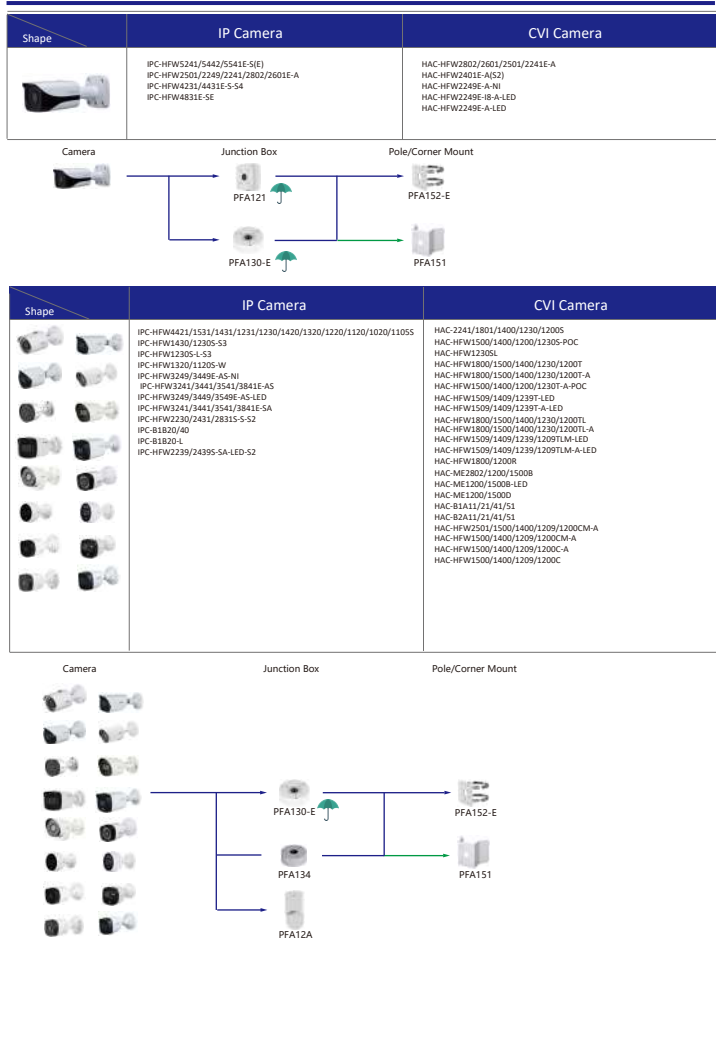 Shape
IP Camera
CVI Camera
IPC-HFW5241/5442/5541E-S(E)
IPC-HFW2501/2249/2241/2802/2601E-A
IPC-HFW4231/4431E-S-S4
IPC-HFW4831E-SE
HAC-HFW2802/2601/2501/2241E-A
HAC-HFW2401E-A(S2)
HAC-HFW2249E-A-NI
HAC-HFW2249E-I8-A-LED
HAC-HFW2249E-A-LED
Camera
Junction Box
Pole/Corner Mount
PFA121
PFA152-E
PFA130-E
PFA151
Shape
IP Camera
CVI Camera
IPC-HFW4421/1531/1431/1231/1230/1420/1320/1220/1120/1020/1105S
IPC-HFW1430/1230S-S3
IPC-HFW1230S-L-S3
IPC-HFW1320/1120S-W
IPC-HFW3249/3449E-AS-NI
IPC-HFW3241/3441/3541/3841E-AS
IPC-HFW3249/3449/3549E-AS-LED
IPC-HFW3241/3441/3541/3841E-SA
IPC-HFW2230/2431/2831S-S-S2
IPC-B1B20/40
IPC-B1B20-L
IPC-HFW2239/2439S-SA-LED-S2
HAC-2241/1801/1400/1230/1200S
HAC-HFW1500/1400/1200/1230S-POC
HAC-HFW1230SL
HAC-HFW1800/1500/1400/1230/1200T
HAC-HFW1800/1500/1400/1230/1200T-A
HAC-HFW1500/1400/1200/1230T-A-POC
HAC-HFW1509/1409/1239T-LED
HAC-HFW1509/1409/1239T-A-LED
HAC-HFW1800/1500/1400/1230/1200TL
HAC-HFW1800/1500/1400/1230/1200TL-A
HAC-HFW1509/1409/1239/1209TLM-LED
HAC-HFW1509/1409/1239/1209TLM-A-LED
HAC-HFW1800/1200R
HAC-ME2802/1200/1500B
HAC-ME1200/1500B-LED
HAC-ME1200/1500D
HAC-B1A11/21/41/51
HAC-B2A11/21/41/51
HAC-HFW2501/1500/1400/1209/1200CM-A
HAC-HFW1500/1400/1209/1200CM-A
HAC-HFW1500/1400/1209/1200C-A
HAC-HFW1500/1400/1209/1200C
Camera
Junction Box
Pole/Corner Mount
PFA130-E
PFA152-E
PFA134
PFA151
PFA12A